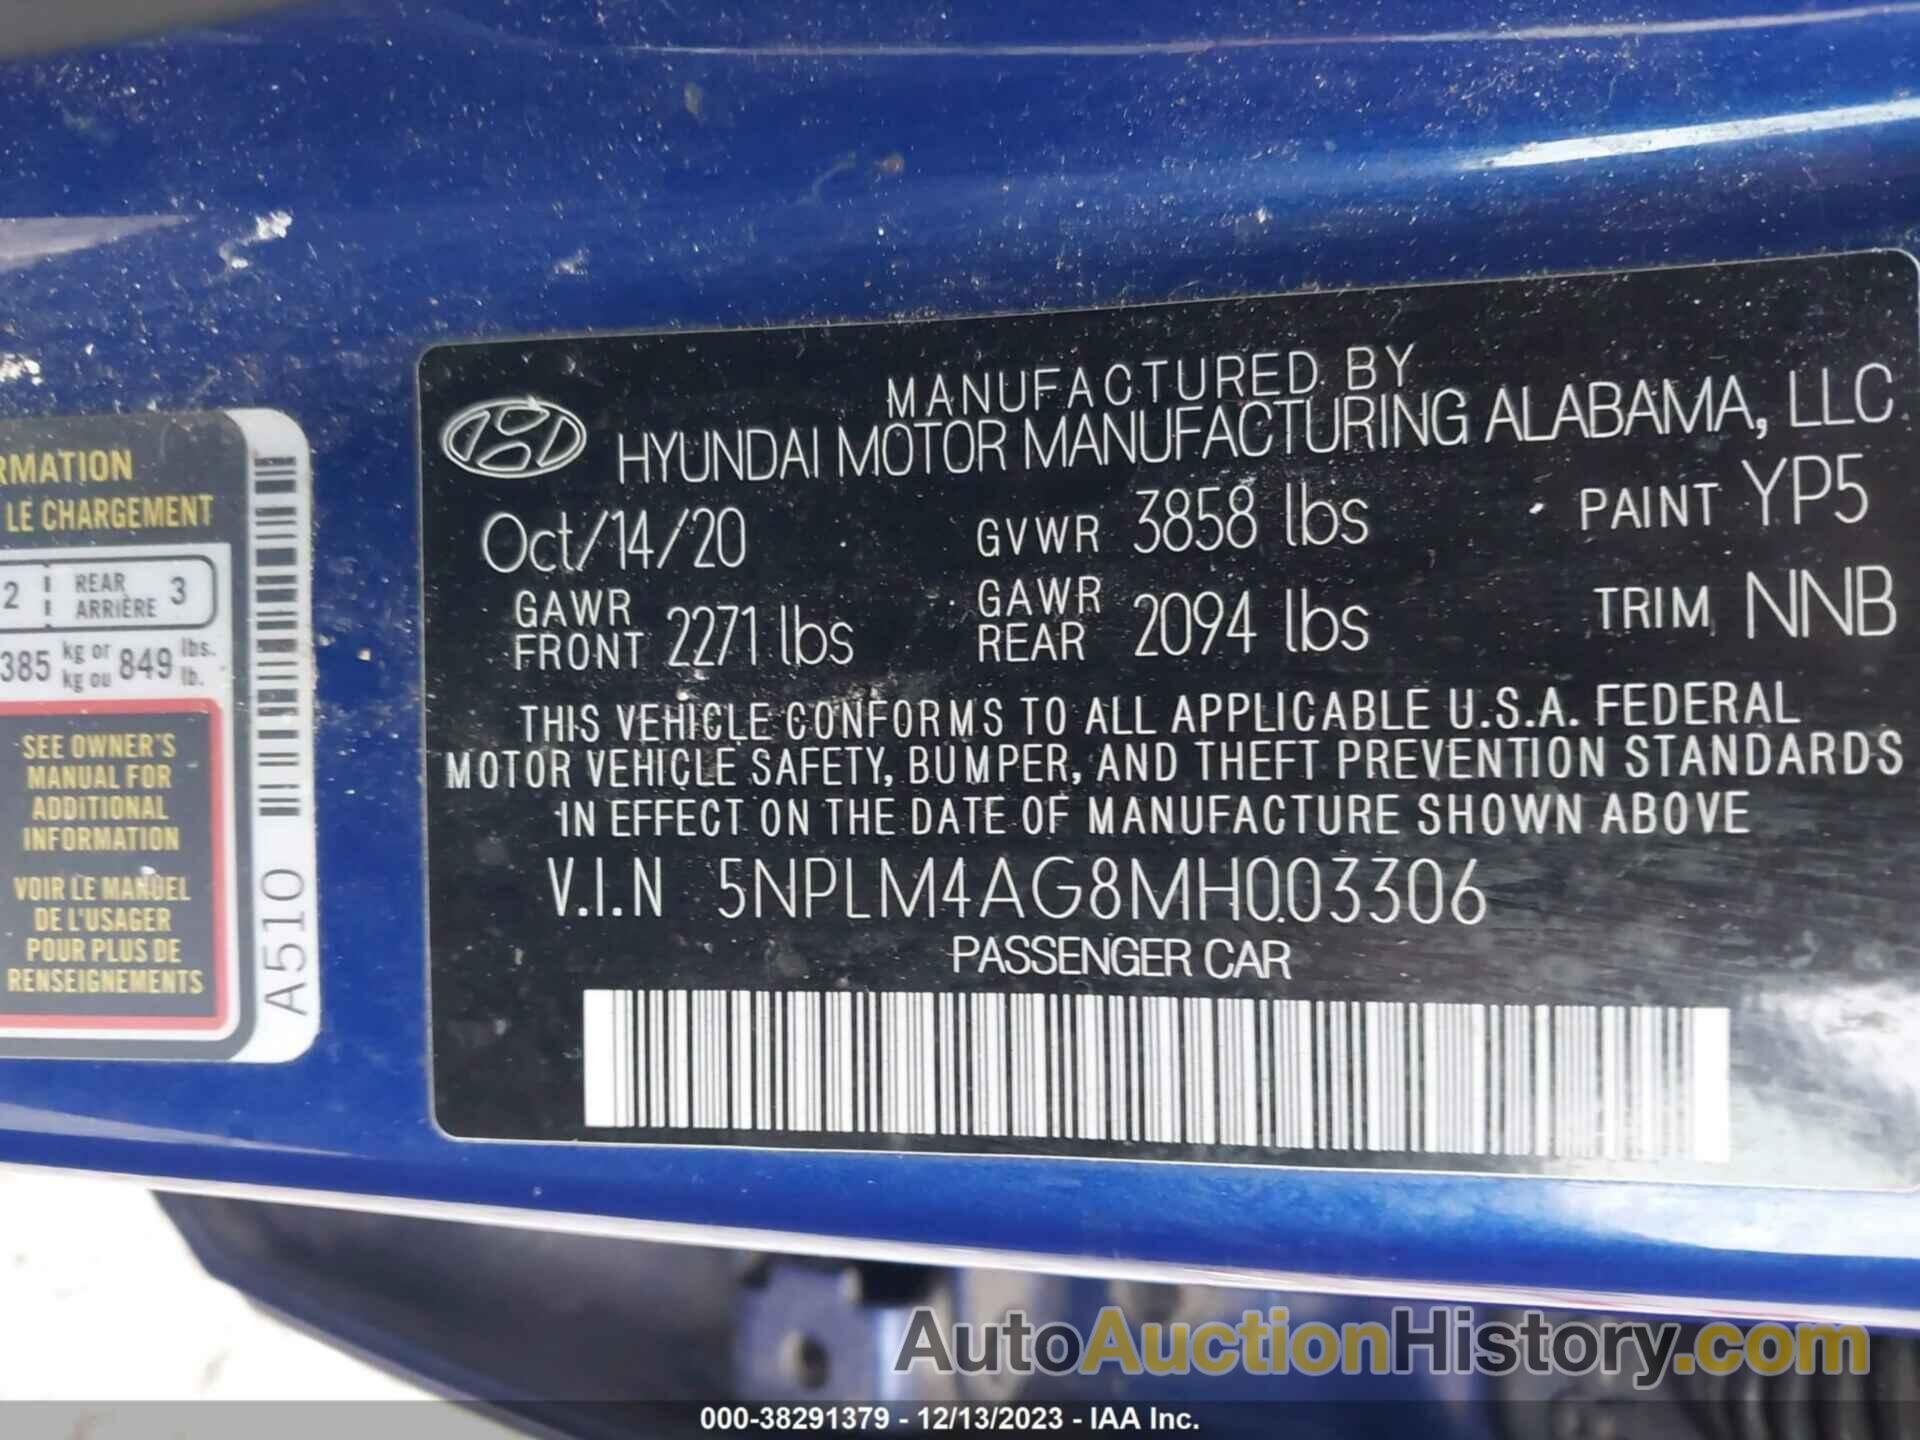 RMATION
LE CHARGEMENT
2 REAR ARRIÈRE 3
385 kg or kg ou 849 lbs. lb.
SEE OWNER'S
MANUAL FOR
ADDITIONAL
INFORMATION
VOIR LE MANUEL
DE L'USAGER
POUR PLUS DE
RENSEIGNEMENTS
A510
MANUFACTURED BY
HYUNDAI MOTOR MANUFACTURING ALABAMA, LLC
Oct/14/20 GVWR 3858 lbs PAINT YP5
GAWR FRONT 2271 lbs GAWR REAR 2094 lbs TRIM NNB
THIS VEHICLE CONFORMS TO ALL APPLICABLE U.S.A. FEDERAL
MOTOR VEHICLE SAFETY, BUMPER, AND THEFT PREVENTION STANDARDS
IN EFFECT ON THE DATE OF MANUFACTURE SHOWN ABOVE
V.I.N 5NPLM4AG8MH003306
PASSENGER CAR
AutoAuctionHistory.com
000-38291379 - 12/13/2023 - IAA Inc.